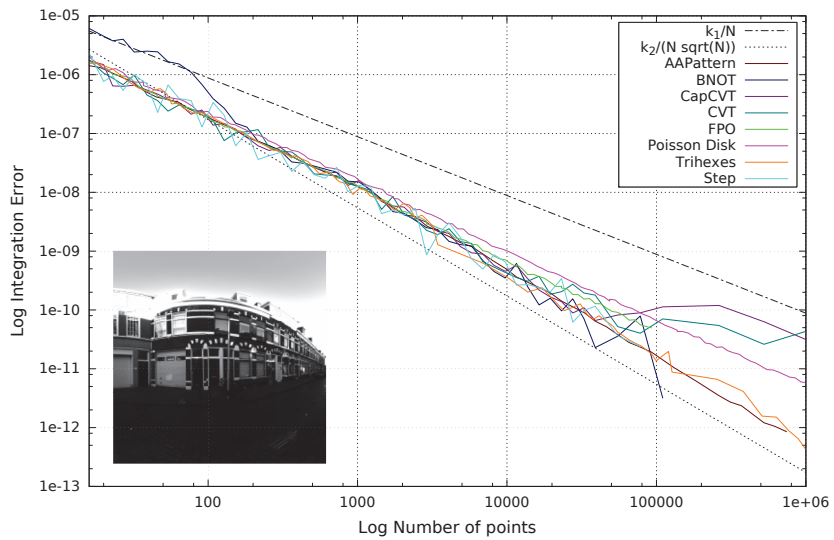 1e-05
1e-06
1e-07
1e-08
1e-09
1e-10
1e-11
1e-12
1e-13
Log Integration Error
k₁/N
k₂/(N sqrt(N))
AAPattern
BNOT
CapCVT
CVT
FPO
Poisson Disk
Trihexes
Step
100
1000
10000
100000
1e+06
Log Number of points